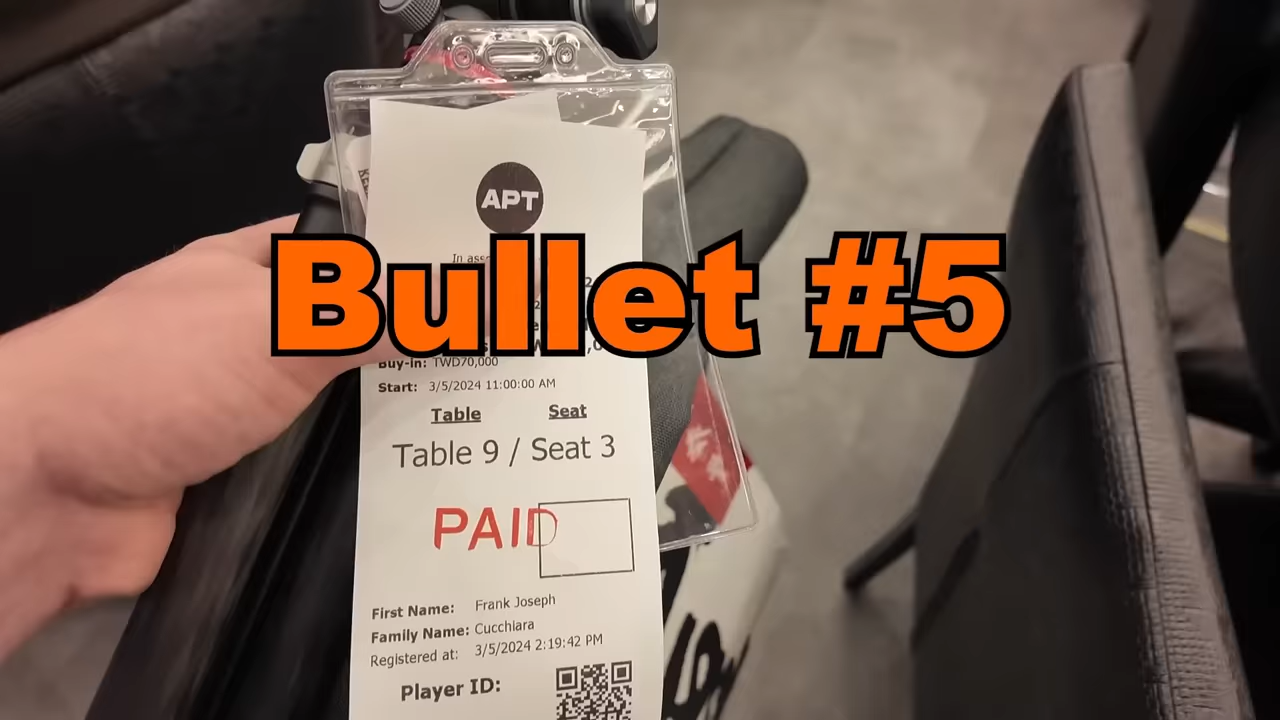 APT
In asso
Bullet #5
Buy-in: TWD70,000
Start: 3/5/2024 11:00:00 AM
Table Seat
Table 9 / Seat 3
PAID
First Name: Frank Joseph
Family Name: Cucchiara
Registered at: 3/5/2024 2:19:42 PM
Player ID: